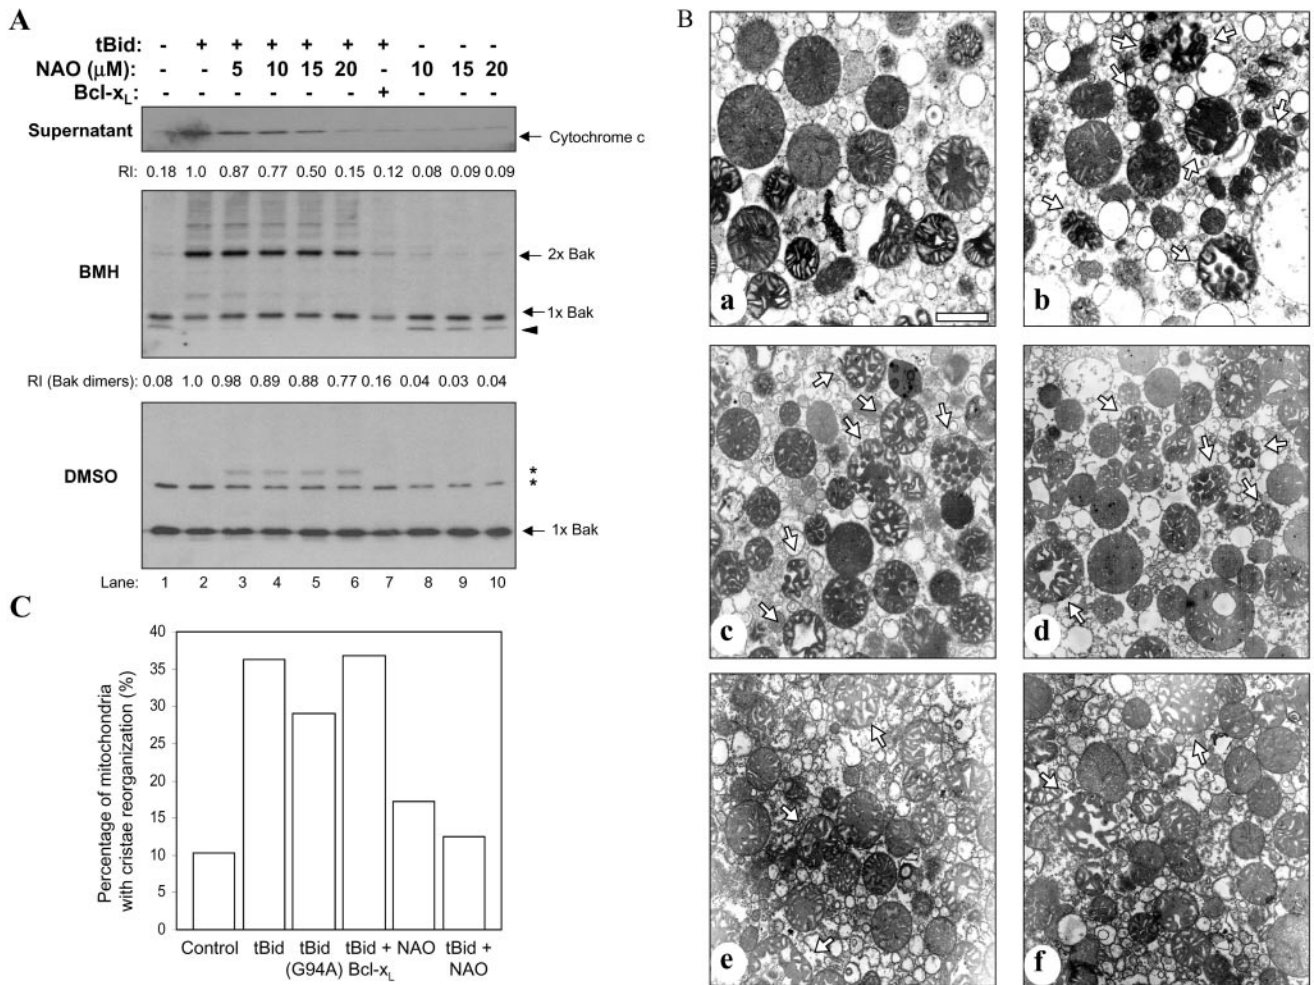 A
tBid: - + + + + + + - - -
NAO (μM): - - 5 10 15 20 - 10 15 20
Bcl-xL: - - - - - - + - - -
Supernatant
Cytochrome c
RI: 0.18 1.0 0.87 0.77 0.50 0.15 0.12 0.08 0.09 0.09
BMH
2x Bak
1x Bak
RI (Bak dimers): 0.08 1.0 0.98 0.89 0.88 0.77 0.16 0.04 0.03 0.04
DMSO
*
*
1x Bak
Lane: 1 2 3 4 5 6 7 8 9 10
B
a
b
c
d
e
f
C
Percentage of mitochondria
with cristae reorganization (%)
40
35
30
25
20
15
10
5
0
Control
tBid
tBid
(G94A)
tBid +
Bcl-xL
NAO
tBid +
NAO